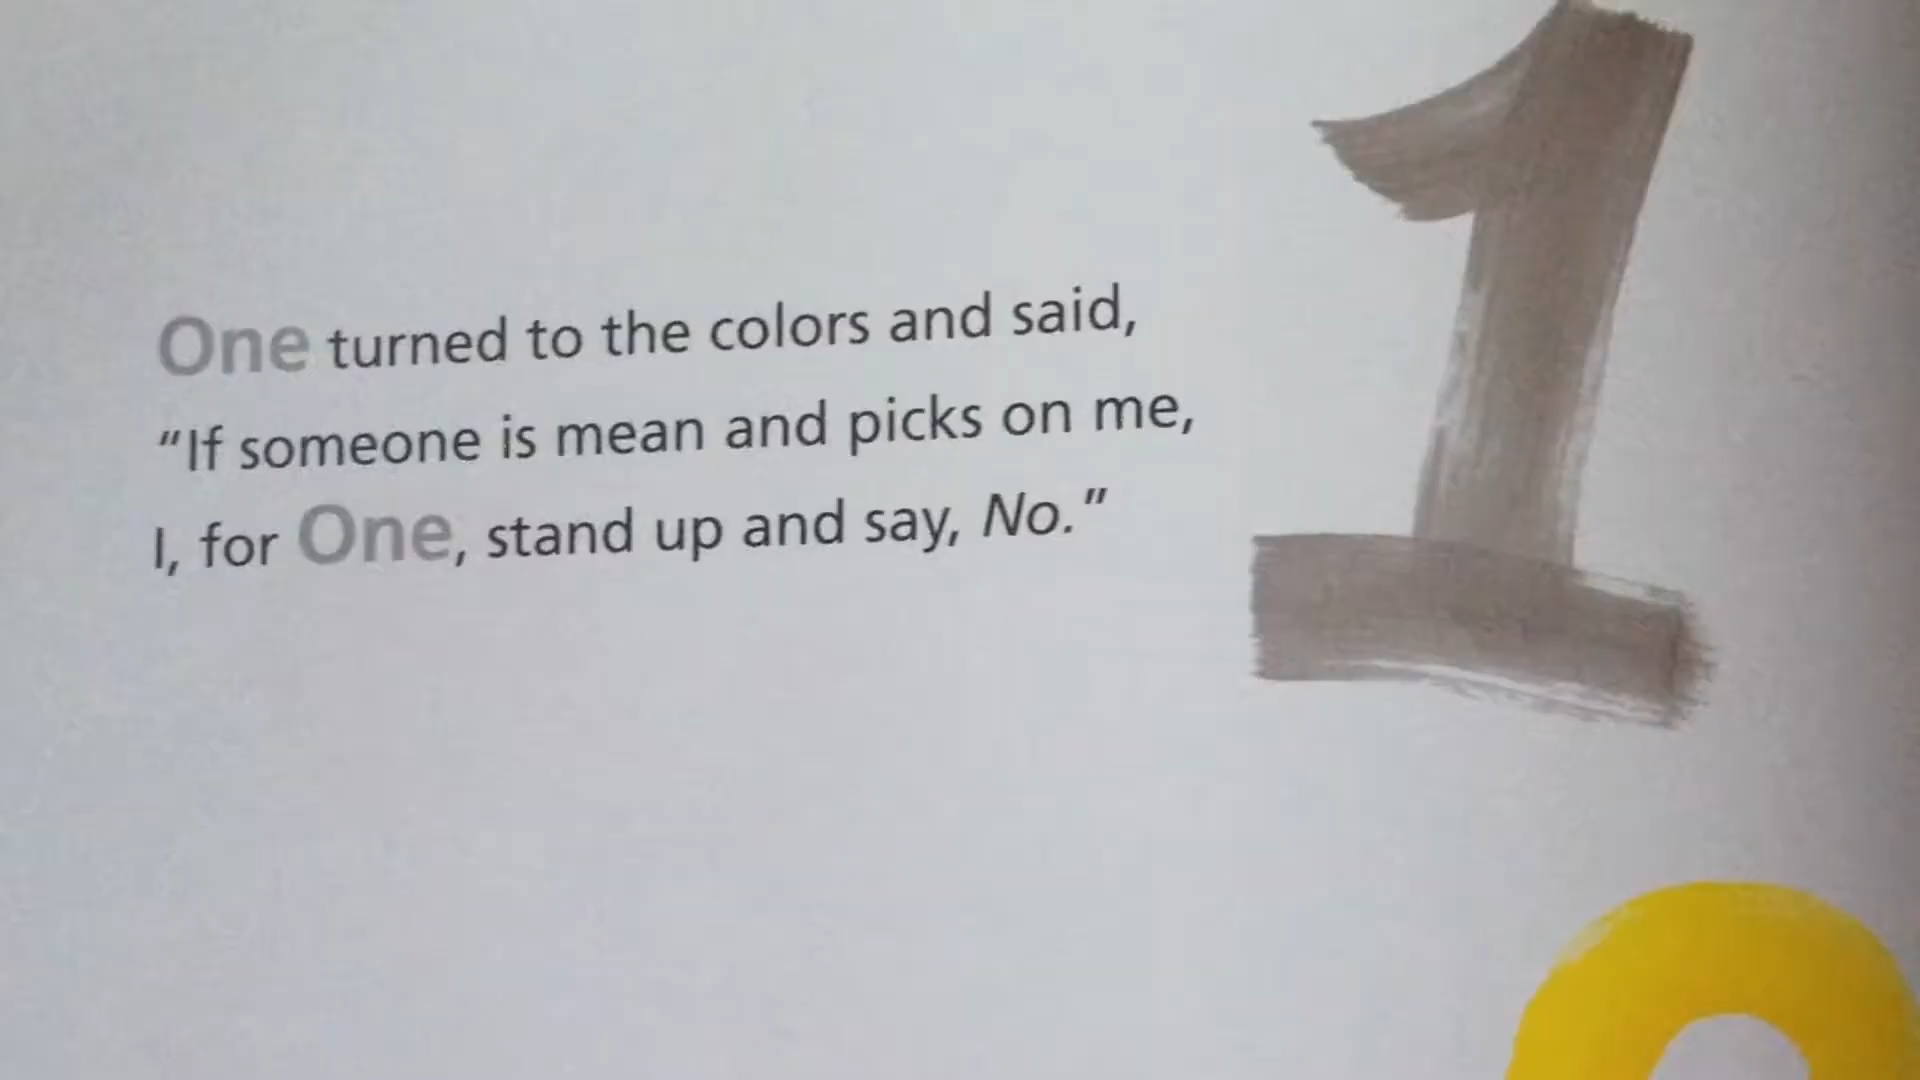 One turned to the colors and said,
"If someone is mean and picks on me,
I, for One, stand up and say, No."
1